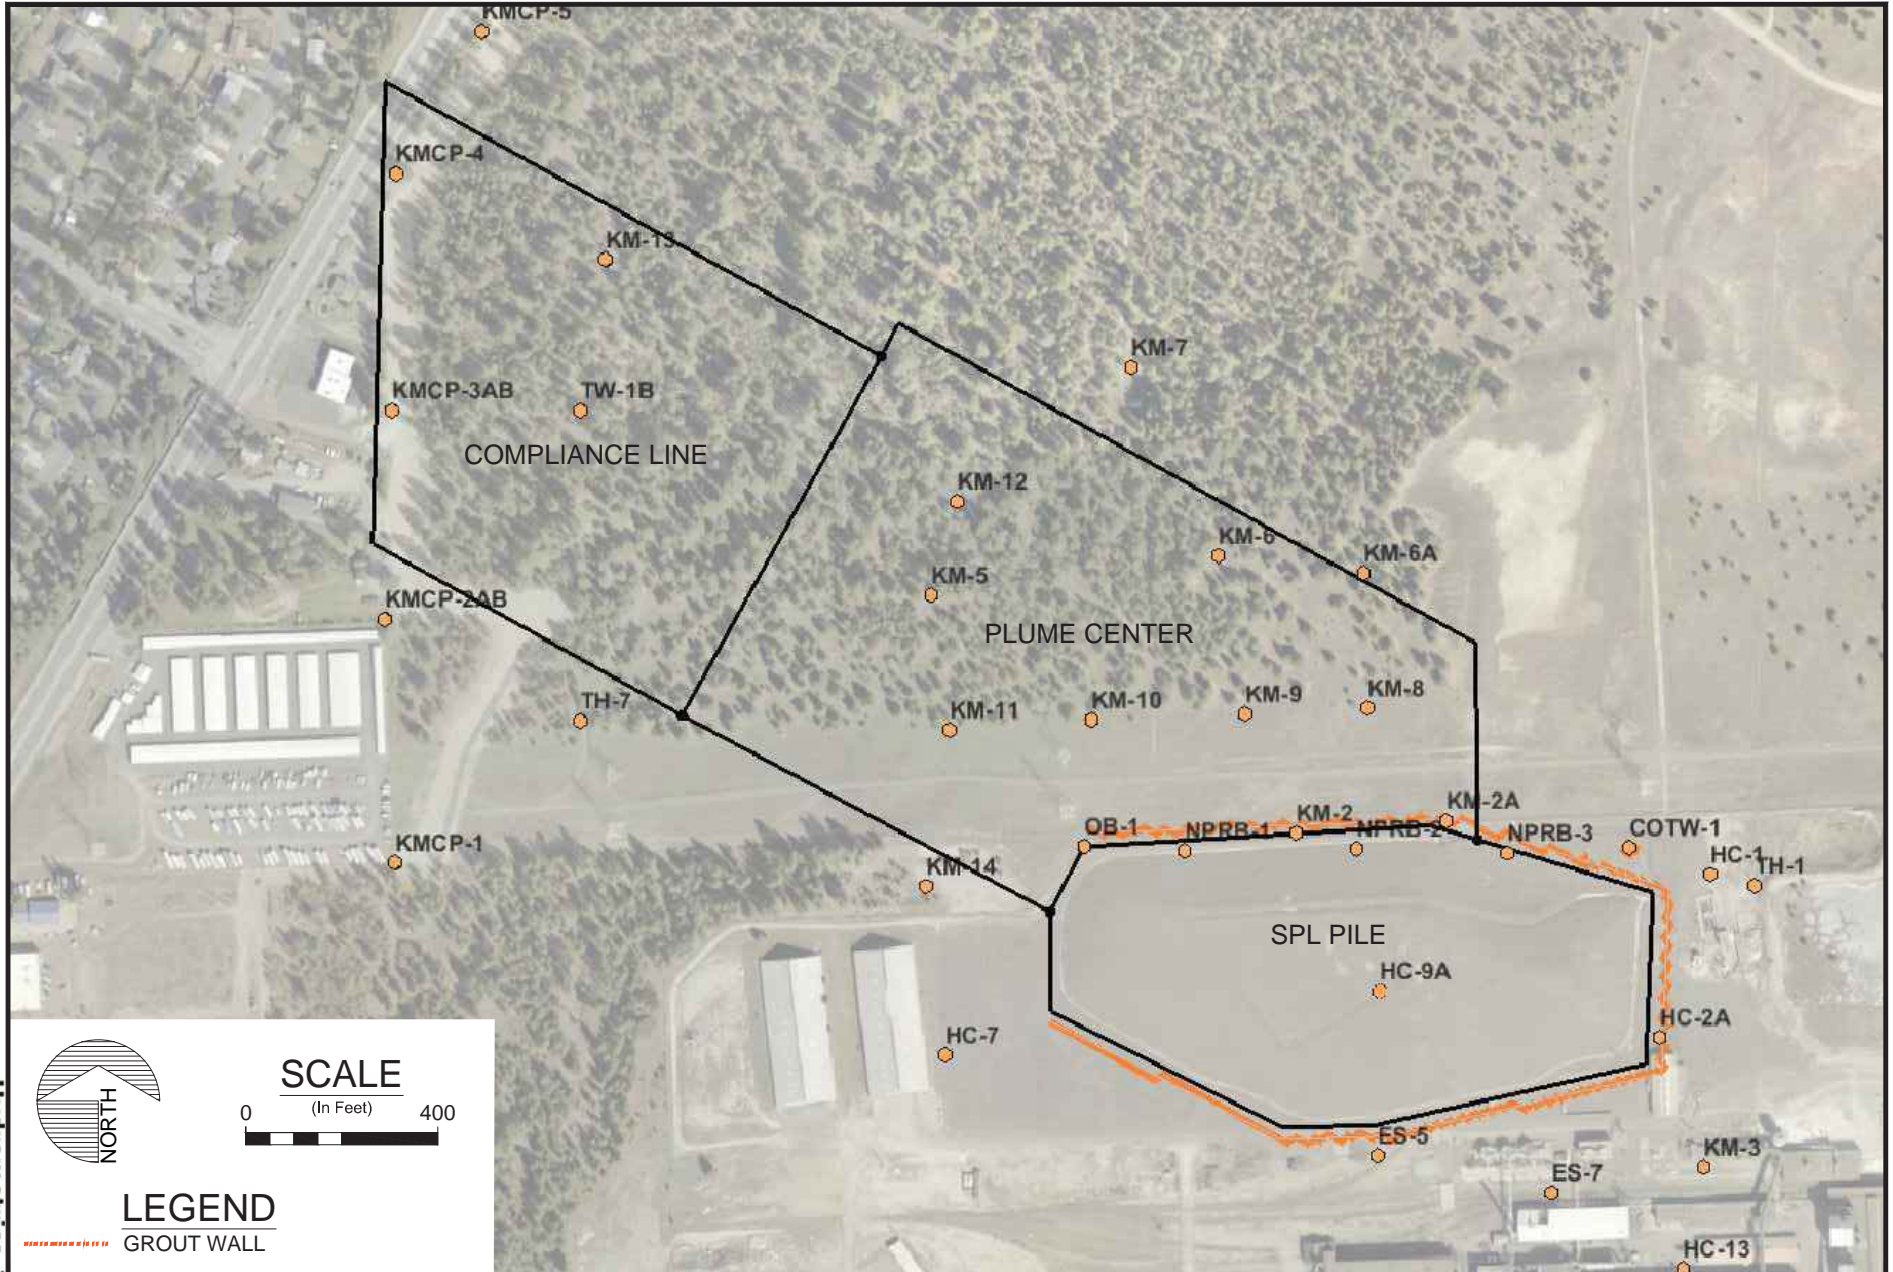 KMCP-5
KMCP-4
KM-13
KM-7
KMCP-3AB
TW-1B
COMPLIANCE LINE
KM-12
KM-6
KM-6A
KM-5
KMCP-2AB
PLUME CENTER
KM-8
KM-9
TH-7
KM-10
KM-11
KM-2A
KM-2
OB-1
NPRB-1
NPRB-2
NPRB-3
COTW-1
KMCP-1
HC-1
TH-1
KM-14
SPL PILE
HC-9A
HC-2A
HC-7
ES-5
KM-3
ES-7
HC-13
NORTH
SCALE
(In Feet)
0 400
LEGEND
GROUT WALL